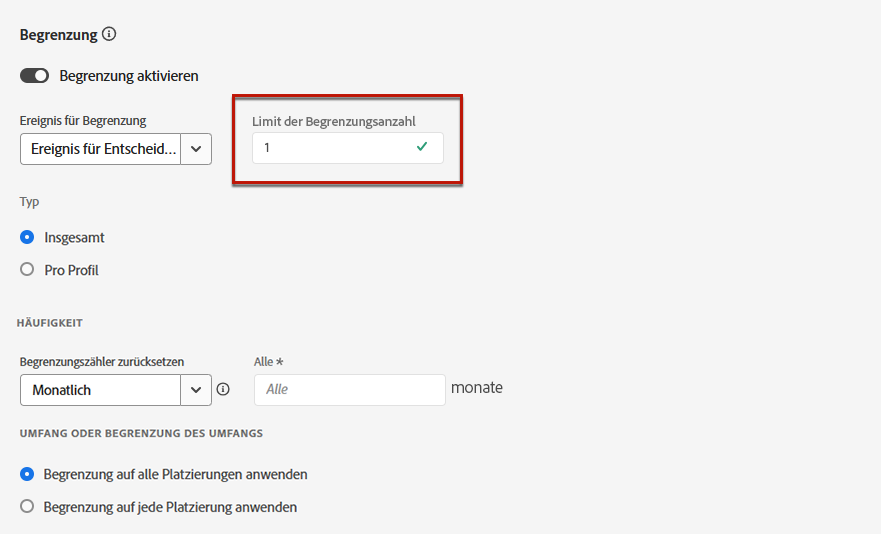 Begrenzung
Begrenzung aktivieren
Ereignis für Begrenzung
Limit der Begrenzungsanzahl
Ereignis für Entscheid...
1
Typ
Insgesamt
Pro Profil
HÄUFIGKEIT
Begrenzungszähler zurücksetzen
Alle *
Monatlich
Alle
monate
UMFANG ODER BEGRENZUNG DES UMFANGS
Begrenzung auf alle Platzierungen anwenden
Begrenzung auf jede Platzierung anwenden